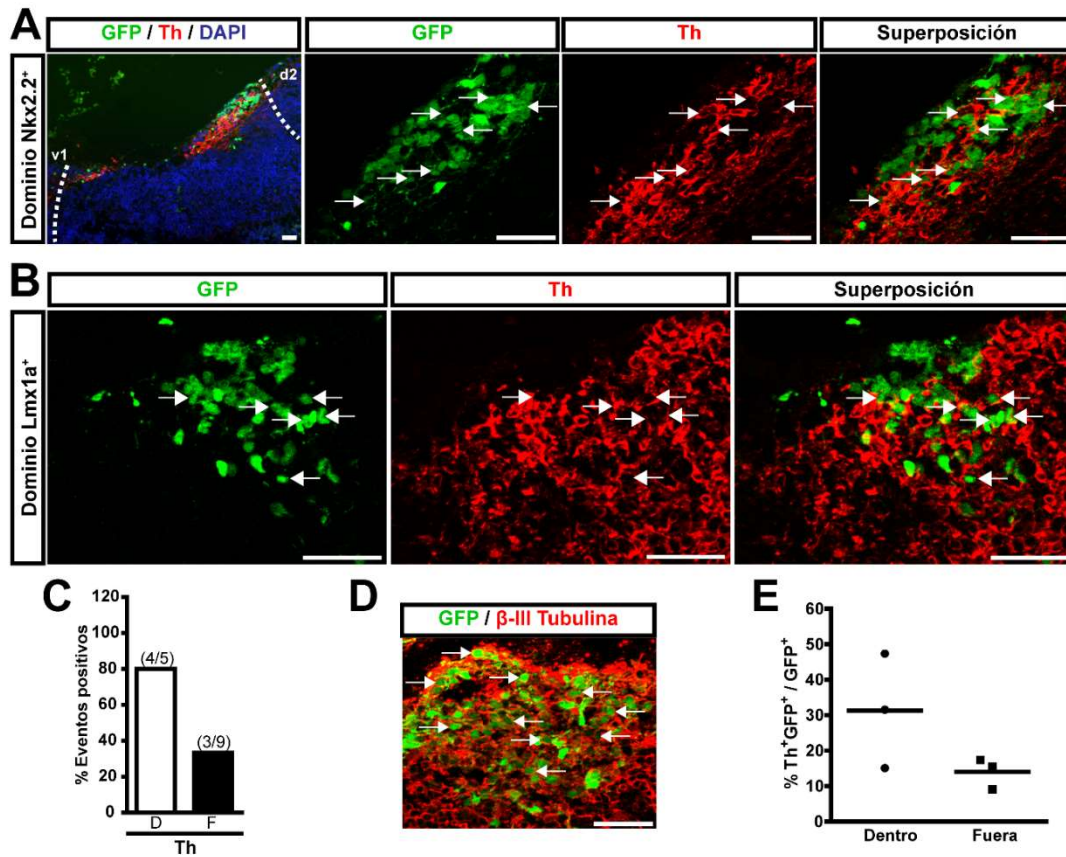 A
GFP / Th / DAPI
GFP
Th
Superposición
Dominio Nkx2.2⁺
v1
d2
B
GFP
Th
Superposición
Dominio Lmx1a⁺
C
% Eventos positivos
120
100
80
60
40
20
0
(4/5)
(3/9)
D
F
Th
D
GFP / β-III Tubulina
E
% Th⁺GFP⁺ / GFP⁺
60
50
40
30
20
10
0
Dentro
Fuera